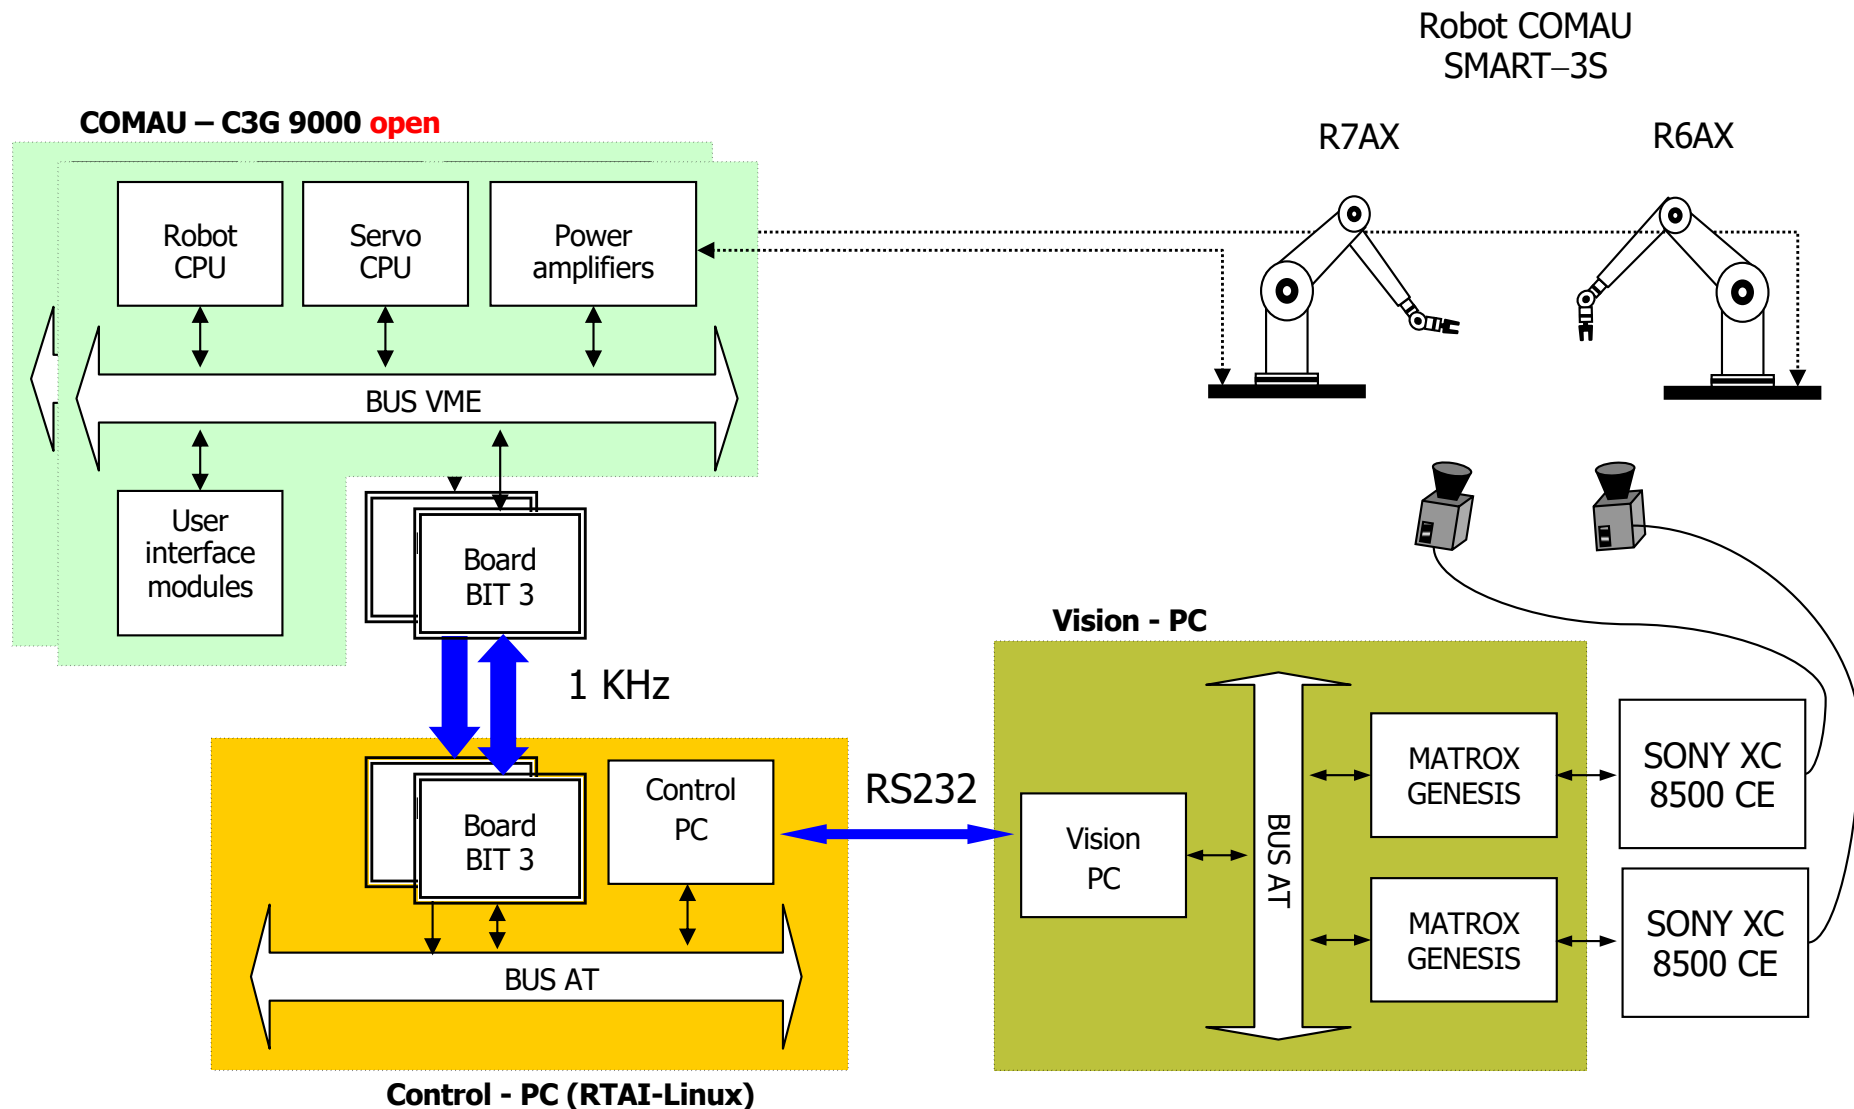 Robot COMAU
SMART–3S
COMAU – C3G 9000 open
R7AX
R6AX
Robot
CPU
Servo
CPU
Power
amplifiers
BUS VME
User
interface
modules
Board
BIT 3
1 KHz
Vision - PC
Board
BIT 3
Control
PC
RS232
Vision
PC
BUS AT
MATROX
GENESIS
SONY XC
8500 CE
MATROX
GENESIS
SONY XC
8500 CE
BUS AT
Control - PC (RTAI-Linux)